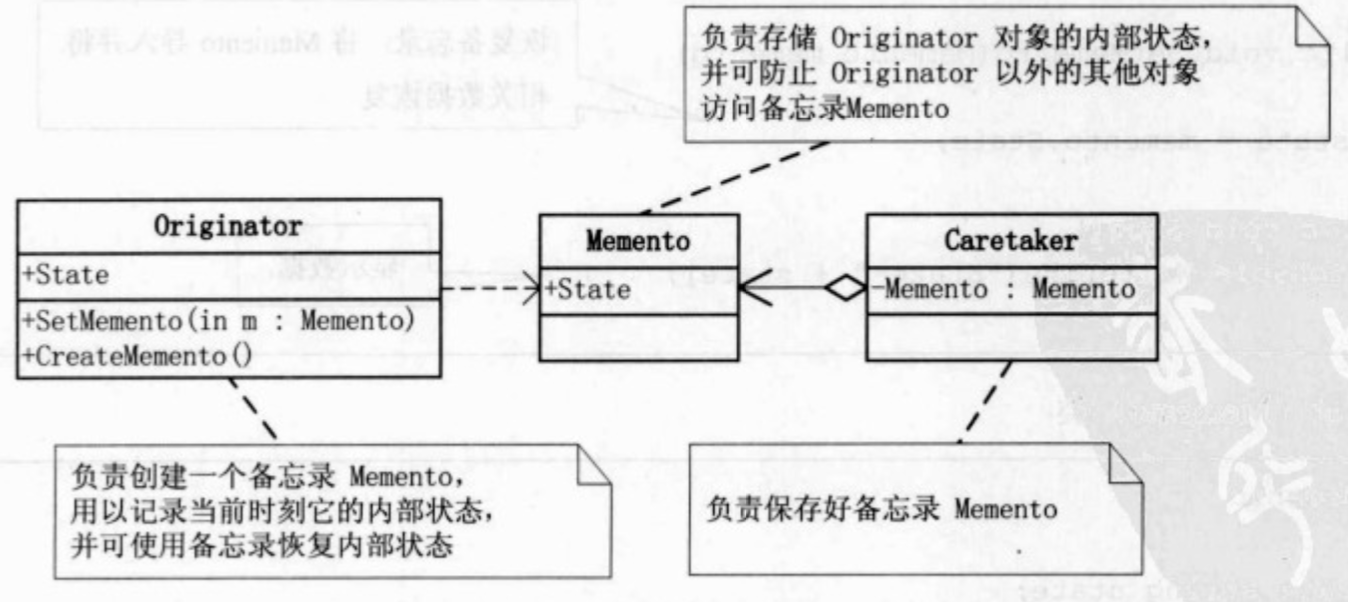 负责存储 Originator 对象的内部状态,
并可防止 Originator 以外的其他对象
访问备忘录Memento
Originator
+State
+SetMemento(in m : Memento)
+CreateMemento()
Memento
+State
Caretaker
-Memento : Memento
负责创建一个备忘录 Memento,
用以记录当前时刻它的内部状态,
并可使用备忘录恢复内部状态
负责保存好备忘录 Memento